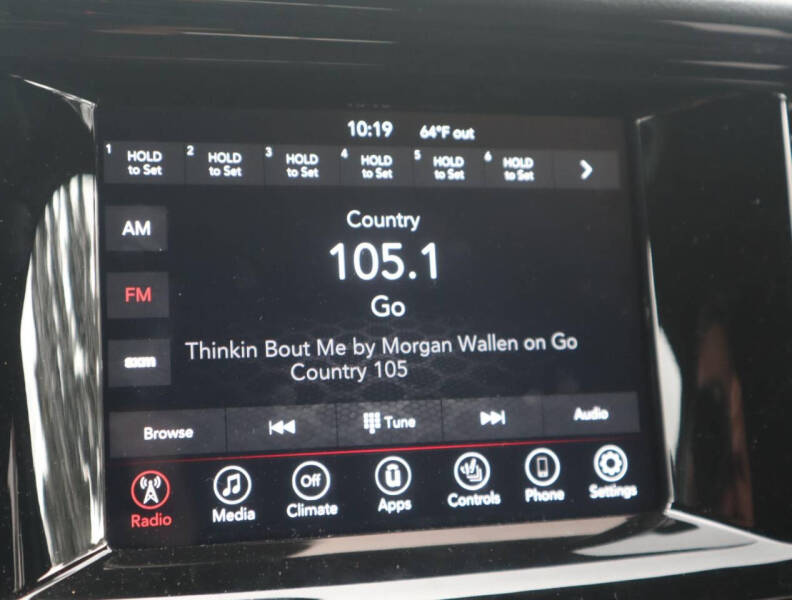 10:19 64°F out
1 HOLD to Set 2 HOLD to Set 3 HOLD to Set 4 HOLD to Set 5 HOLD to Set 6 HOLD to Set
AM
Country
105.1
FM
Go
Thinkin Bout Me by Morgan Wallen on Go
Country 105
sxm
Browse Tune Audio
Off
Radio Media Climate Apps Controls Phone Settings